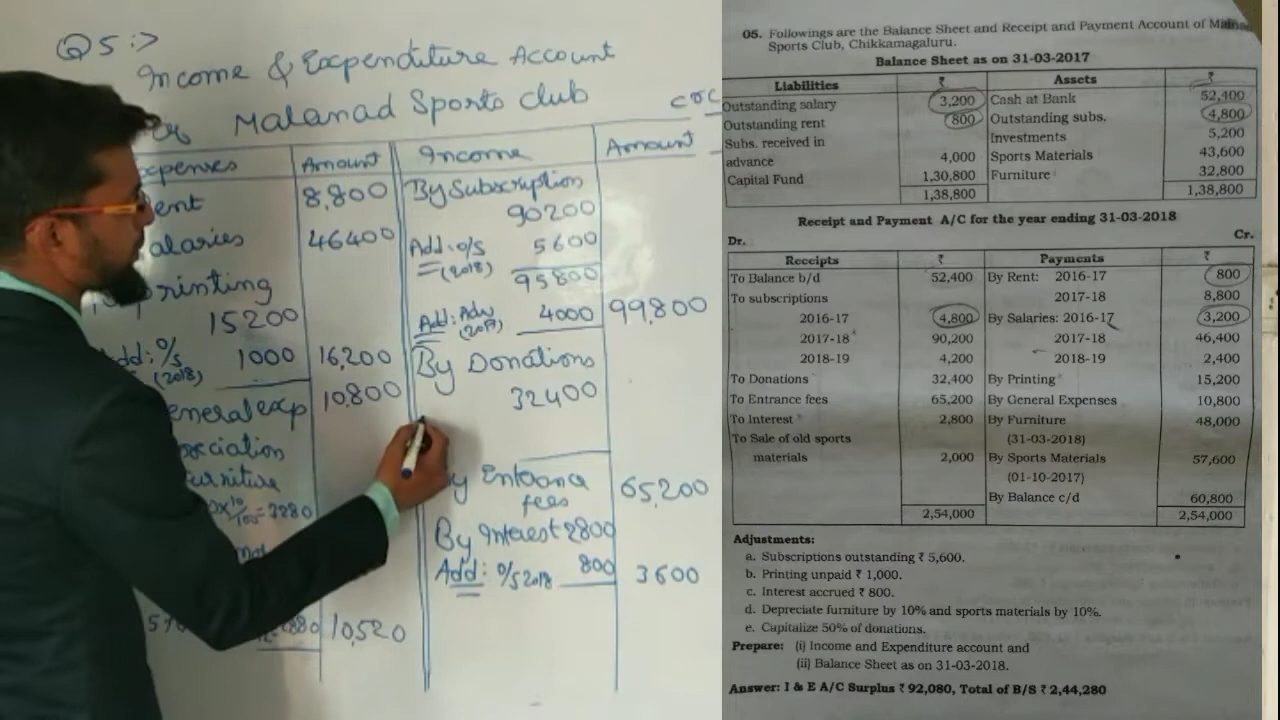 Q5:>
Income & Expenditure Account
of Malanad Sports club
Amount Income Amount
8,800 By Subscription
90200
46400 Add: O/S 5600
(2018) 95800
15200
Add: Adv 4000 99,800
(2017)
Add: O/S 1000 16,200 By Donations
(2018)
10,800 32400
By Entrance 65,200
fees
By Interest 2800
Add: O/S 2018 800 3600
10,520
05. Followings are the Balance Sheet and Receipt and Payment Account of
Sports Club, Chikkamagaluru.
Balance Sheet as on 31-03-2017
Liabilities ₹ Assets ₹
Outstanding salary 3,200 Cash at Bank 52,400
Outstanding rent 800 Outstanding subs. 4,800
Subs. received in Investments 5,200
advance 4,000 Sports Materials 43,600
Capital Fund 1,30,800 Furniture 32,800
1,38,800 1,38,800
Receipt and Payment A/C for the year ending 31-03-2018
Dr. Cr.
Receipts ₹ Payments ₹
To Balance b/d 52,400 By Rent: 2016-17 800
To subscriptions 2017-18 8,800
2016-17 4,800 By Salaries: 2016-17 3,200
2017-18 90,200 2017-18 46,400
2018-19 4,200 2018-19 2,400
To Donations 32,400 By Printing 15,200
To Entrance fees 65,200 By General Expenses 10,800
To Interest 2,800 By Furniture 48,000
To Sale of old sports (31-03-2018)
materials 2,000 By Sports Materials 57,600
(01-10-2017)
By Balance c/d 60,800
2,54,000 2,54,000
Adjustments:
a. Subscriptions outstanding ₹ 5,600.
b. Printing unpaid ₹ 1,000.
c. Interest accrued ₹ 800.
d. Depreciate furniture by 10% and sports materials by 10%.
e. Capitalize 50% of donations.
Prepare: (i) Income and Expenditure account and
(ii) Balance Sheet as on 31-03-2018.
Answer: I & E A/C Surplus ₹ 92,080, Total of B/S ₹ 2,44,280